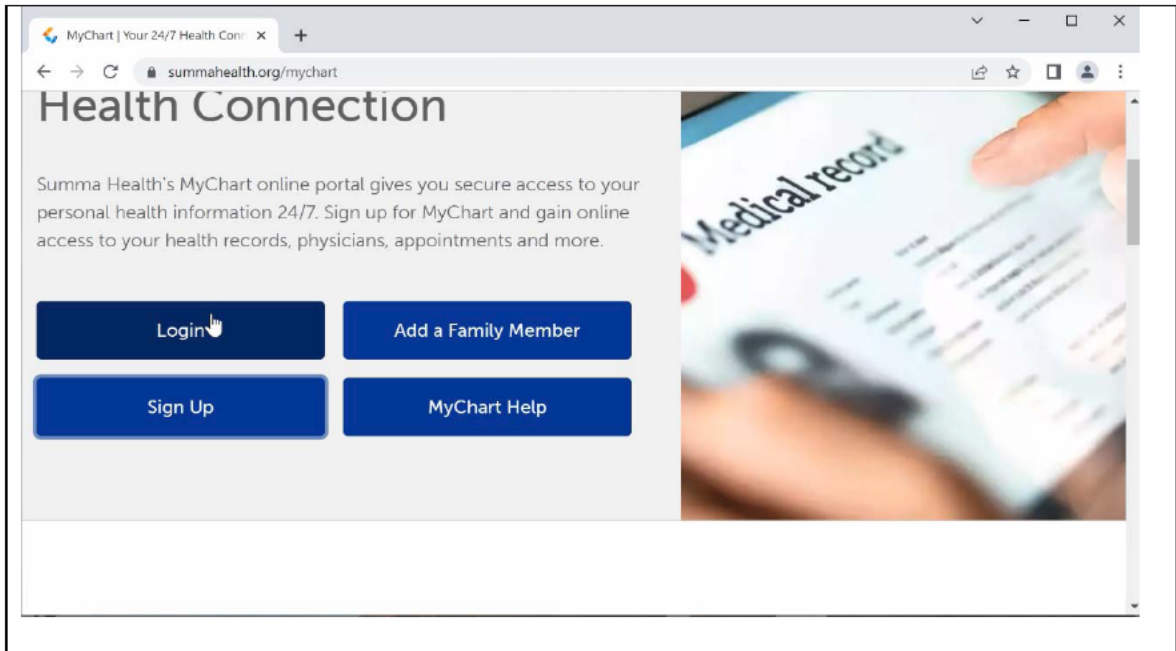 MyChart | Your 24/7 Health Conn
summahealth.org/mychart
Health Connection
Summa Health's MyChart online portal gives you secure access to your
personal health information 24/7. Sign up for MyChart and gain online
access to your health records, physicians, appointments and more.
Medical record
Login
Add a Family Member
Sign Up
MyChart Help